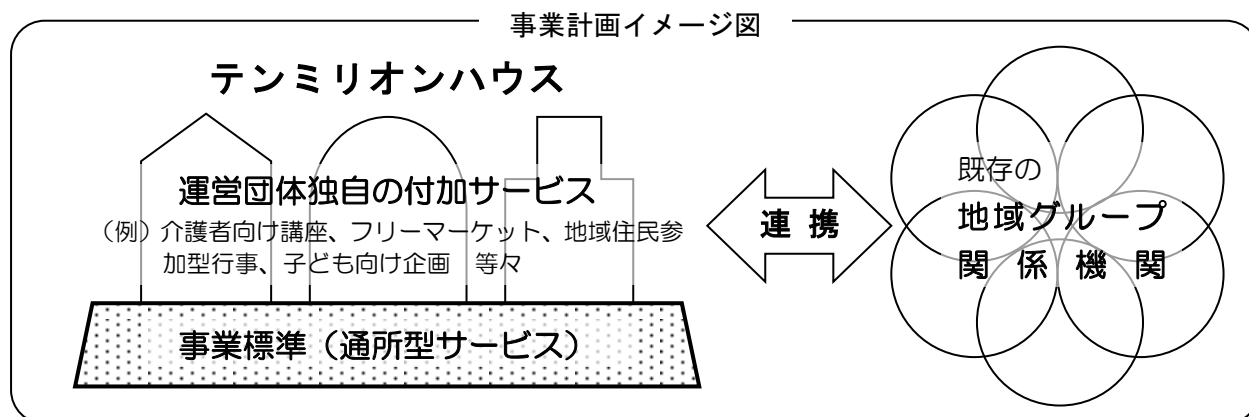 事業計画イメージ図
テンミリオンハウス
運営団体独自の付加サービス
（例）介護者向け講座、フリーマーケット、地域住民参
加型行事、子ども向け企画　等々
事業標準（通所型サービス）
連 携
既存の
地域グループ
関 係 機 関